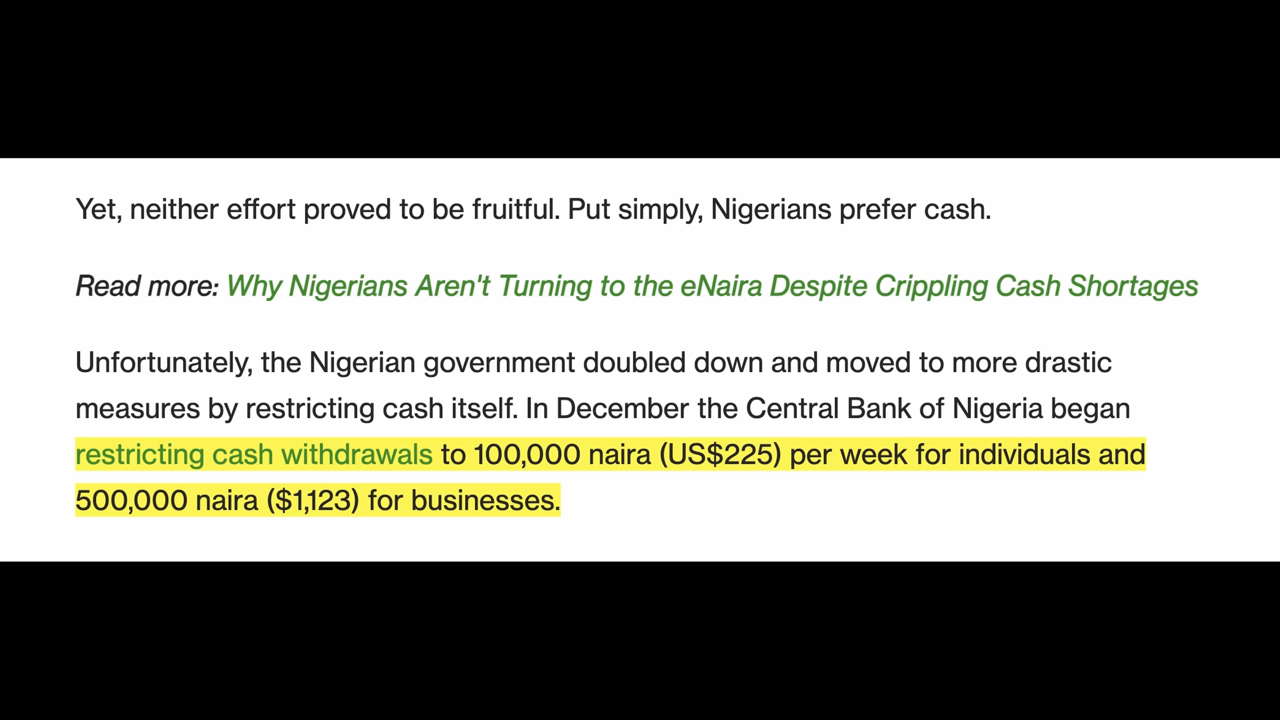 Yet, neither effort proved to be fruitful. Put simply, Nigerians prefer cash.
Read more: Why Nigerians Aren't Turning to the eNaira Despite Crippling Cash Shortages
Unfortunately, the Nigerian government doubled down and moved to more drastic
measures by restricting cash itself. In December the Central Bank of Nigeria began
restricting cash withdrawals to 100,000 naira (US$225) per week for individuals and
500,000 naira ($1,123) for businesses.